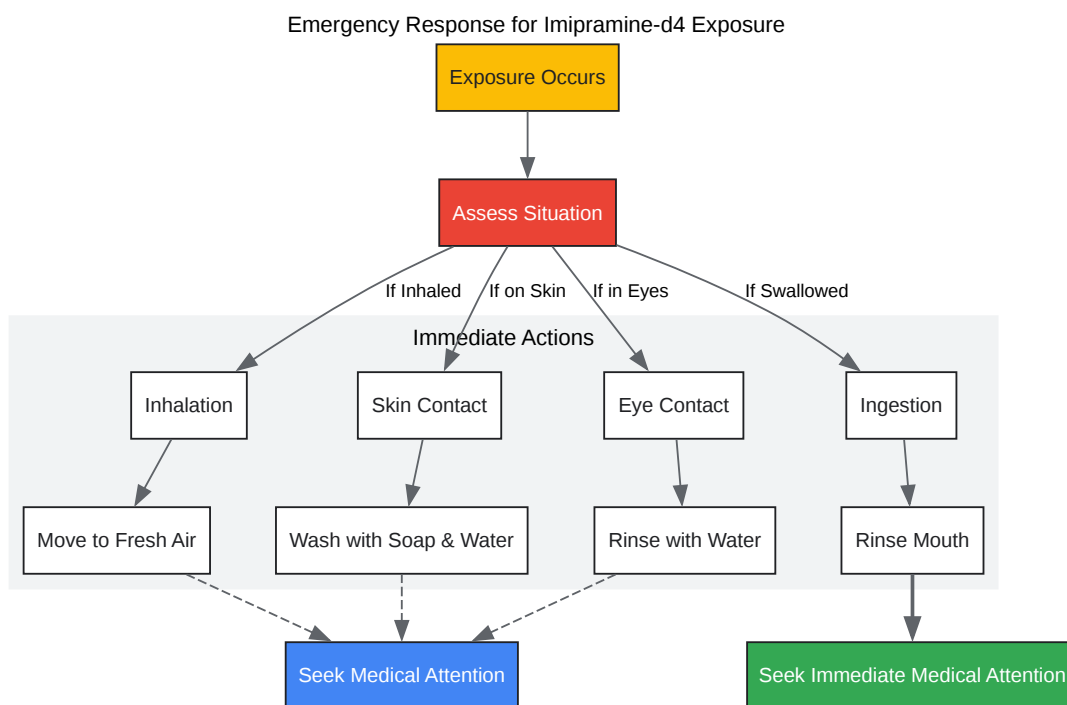 Emergency Response for Imipramine-d4 Exposure
Exposure Occurs
Assess Situation
If Inhaled
If on Skin
If in Eyes
If Swallowed
Immediate Actions
Inhalation
Skin Contact
Eye Contact
Ingestion
Move to Fresh Air
Wash with Soap & Water
Rinse with Water
Rinse Mouth
Seek Medical Attention
Seek Immediate Medical Attention